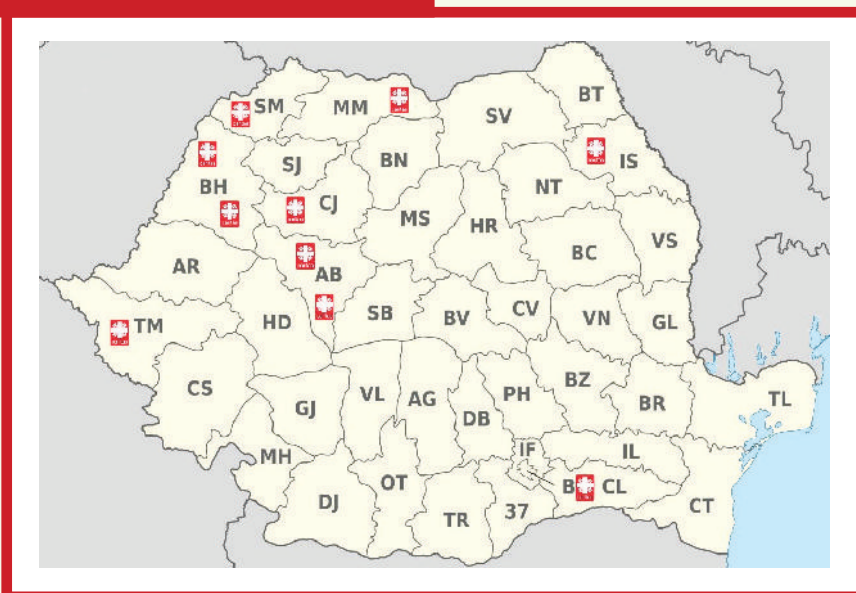 SM
MM
SV
BT
BH
SJ
BN
IS
CJ
NT
MS
HR
VS
AR
AB
BC
TM
HD
SB
BV
CV
VN
GL
CS
GJ
VL
AG
DB
PH
BZ
BR
TL
MH
IF
IL
DJ
OT
TR
37
B
CL
CT